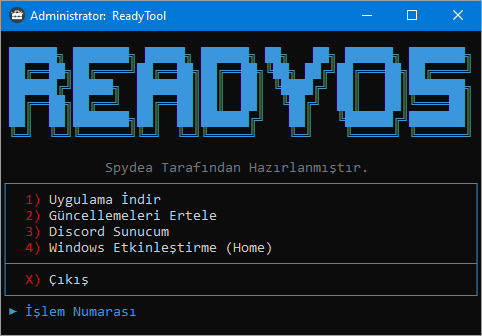 Administrator: ReadyTool
READYOS
Spydea Tarafından Hazırlanmıştır.
1) Uygulama İndir
2) Güncellemeleri Ertele
3) Discord Sunucum
4) Windows Etkinleştirme (Home)
X) Çıkış
► İşlem Numarası